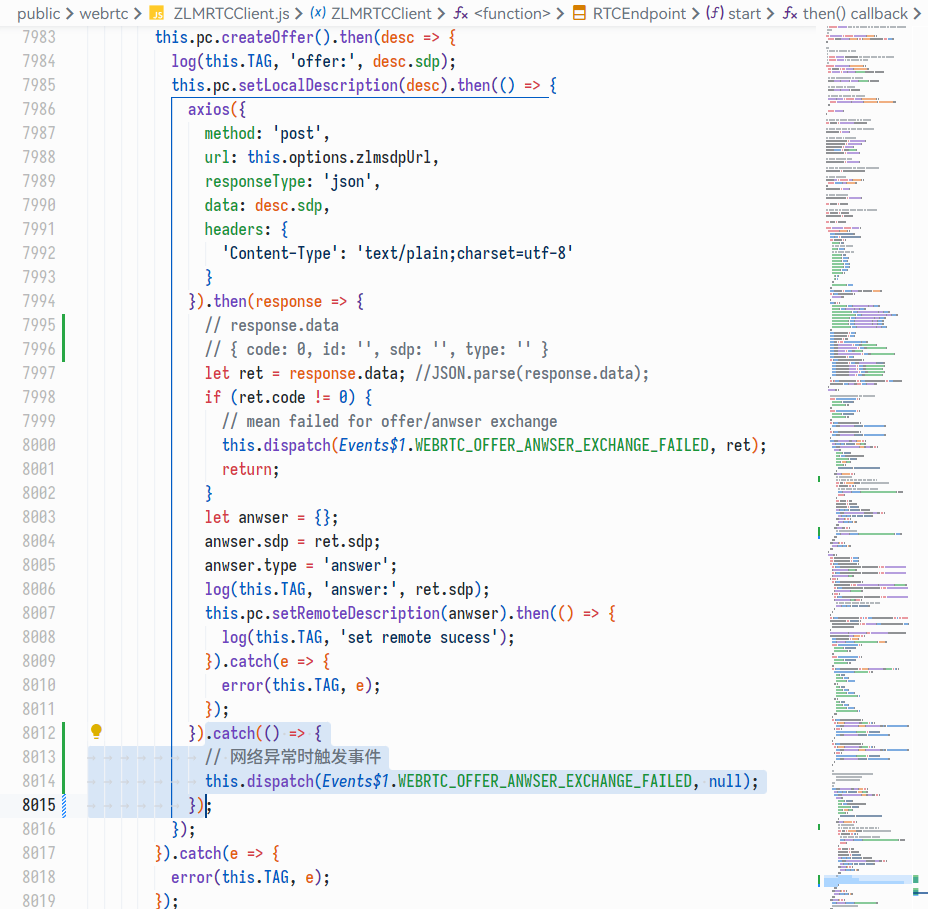 public > webrtc > JS ZLMRTCClient.js > ZLMRTCClient > <function> > RTCEndpoint > start > then() callback >
7983 this.pc.createOffer().then(desc => {
7984 log(this.TAG, 'offer:', desc.sdp);
7985 this.pc.setLocalDescription(desc).then(() => {
7986 axios({
7987 method: 'post',
7988 url: this.options.zlmsdpUrl,
7989 responseType: 'json',
7990 data: desc.sdp,
7991 headers: {
7992 'Content-Type': 'text/plain;charset=utf-8'
7993 }
7994 }).then(response => {
7995 // response.data
7996 // { code: 0, id: '', sdp: '', type: '' }
7997 let ret = response.data; //JSON.parse(response.data);
7998 if (ret.code != 0) {
7999 // mean failed for offer/anwser exchange
8000 this.dispatch(Events$1.WEBRTC_OFFER_ANWSER_EXCHANGE_FAILED, ret);
8001 return;
8002 }
8003 let anwser = {};
8004 anwser.sdp = ret.sdp;
8005 anwser.type = 'answer';
8006 log(this.TAG, 'answer:', ret.sdp);
8007 this.pc.setRemoteDescription(anwser).then(() => {
8008 log(this.TAG, 'set remote sucess');
8009 }).catch(e => {
8010 error(this.TAG, e);
8011 });
8012 }).catch(() => {
8013 // 网络异常时触发事件
8014 this.dispatch(Events$1.WEBRTC_OFFER_ANWSER_EXCHANGE_FAILED, null);
8015 });
8016 });
8017 }).catch(e => {
8018 error(this.TAG, e);
8019 });